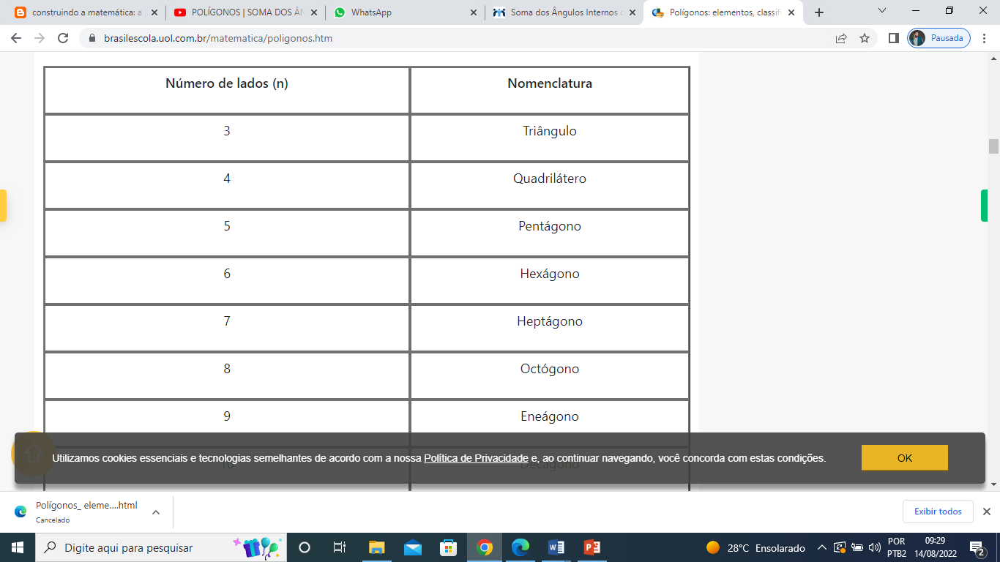 construindo a matemática: a
POLÍGONOS | SOMA DOS ÂN
WhatsApp
Soma dos Ângulos Internos
Polígonos: elementos, classifi
brasilescola.uol.com.br/matematica/poligonos.htm
Pausada
Número de lados (n) Nomenclatura
3 Triângulo
4 Quadrilátero
5 Pentágono
6 Hexágono
7 Heptágono
8 Octógono
9 Eneágono
10 Decágono
Utilizamos cookies essenciais e tecnologias semelhantes de acordo com a nossa Política de Privacidade e, ao continuar navegando, você concorda com estas condições.
OK
Polígonos_ eleme....html
Cancelado
Exibir todos
Digite aqui para pesquisar
28°C Ensolarado
POR
PTB2
09:29
14/08/2022
2